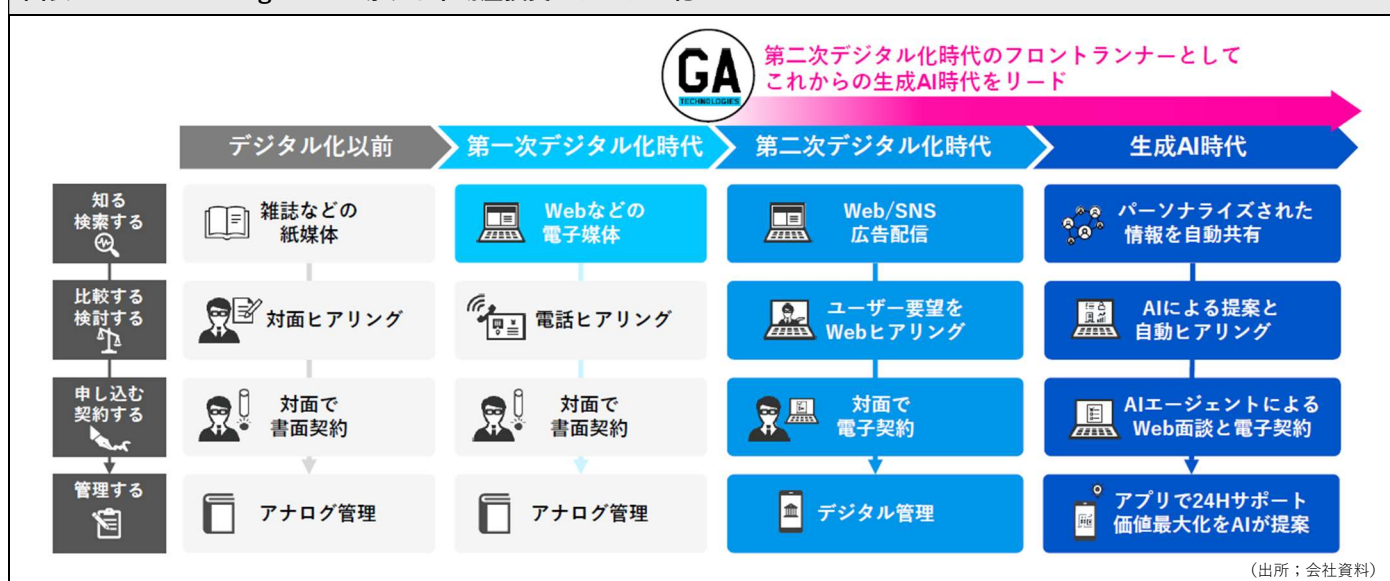 GA
TECHNOLOGIES
第二次デジタル化時代のフロントランナーとして
これからの生成AI時代をリード
デジタル化以前
第一次デジタル化時代
第二次デジタル化時代
生成AI時代
知る
検索する
雑誌などの
紙媒体
Webなどの
電子媒体
Web/SNS
広告配信
パーソナライズされた
情報を自動共有
比較する
検討する
対面ヒアリング
電話ヒアリング
ユーザー要望を
Webヒアリング
AIによる提案と
自動ヒアリング
申し込む
契約する
対面で
書面契約
対面で
書面契約
対面で
電子契約
AIエージェントによる
Web面談と電子契約
管理する
アナログ管理
アナログ管理
デジタル管理
アプリで24Hサポート
価値最大化をAIが提案
(出所；会社資料)